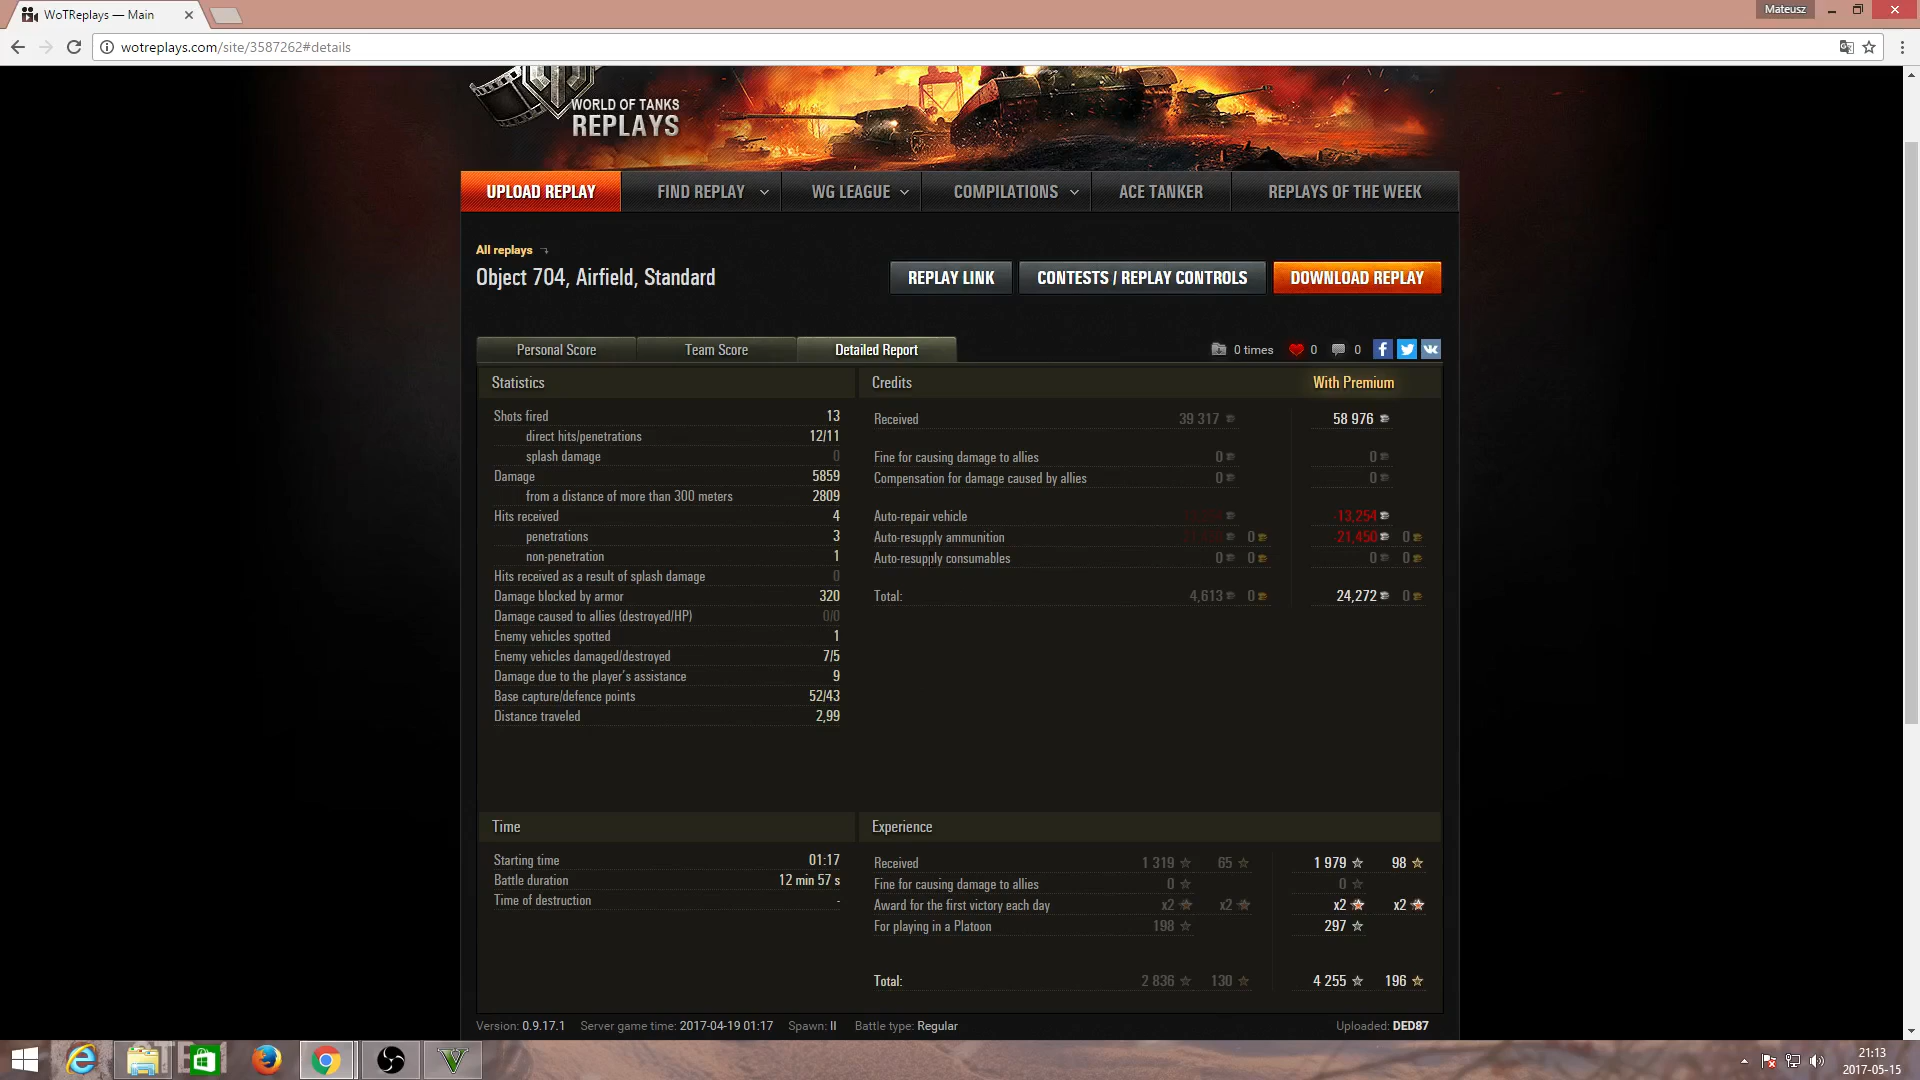 WoTReplays — Main
Mateusz
wotreplays.com/site/3587262#details
WORLD OF TANKS
REPLAYS
UPLOAD REPLAY
FIND REPLAY
WG LEAGUE
COMPILATIONS
ACE TANKER
REPLAYS OF THE WEEK
All replays
Object 704, Airfield, Standard
REPLAY LINK
CONTESTS / REPLAY CONTROLS
DOWNLOAD REPLAY
Personal Score
Team Score
Detailed Report
0 times
0
0
Statistics
Shots fired 13
direct hits/penetrations 12/11
splash damage 0
Damage 5859
from a distance of more than 300 meters 2809
Hits received 4
penetrations 3
non-penetration 1
Hits received as a result of splash damage 0
Damage blocked by armor 320
Damage caused to allies (destroyed/HP) 0/0
Enemy vehicles spotted 1
Enemy vehicles damaged/destroyed 7/5
Damage due to the player's assistance 9
Base capture/defence points 52/43
Distance traveled 2,99
Credits With Premium
Received 39 317 58 976
Fine for causing damage to allies 0 0
Compensation for damage caused by allies 0 0
Auto-repair vehicle -13,254
Auto-resupply ammunition 0 -21,450 0
Auto-resupply consumables 0 0 0 0
Total: 4,613 0 24,272 0
Time
Starting time 01:17
Battle duration 12 min 57 s
Time of destruction -
Experience
Received 1 319 65 1 979 98
Fine for causing damage to allies 0 0
Award for the first victory each day x2 x2 x2 x2
For playing in a Platoon 198 297
Total: 2 836 130 4 255 196
Version: 0.9.17.1 Server game time: 2017-04-19 01:17 Spawn: II Battle type: Regular Uploaded: DED87
21:13
2017-05-15